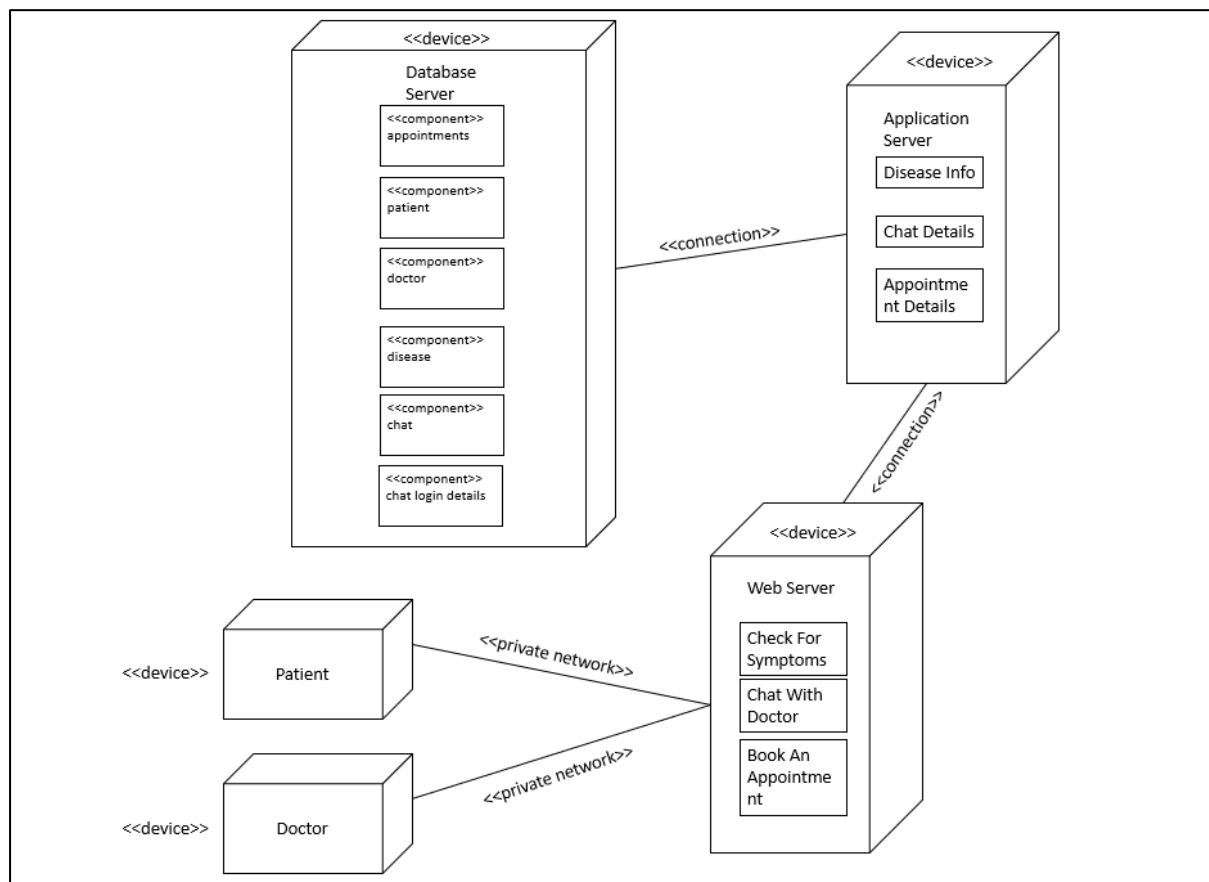 <<device>>
Database
Server
<<component>>
appointments
<<component>>
patient
<<component>>
doctor
<<component>>
disease
<<component>>
chat
<<component>>
chat login details
<<connection>>
<<device>>
Application
Server
Disease Info
Chat Details
Appointme
nt Details
<<connection>>
<<device>>
Web Server
Check For
Symptoms
Chat With
Doctor
Book An
Appointme
nt
<<private network>>
<<device>>
Patient
<<private network>>
<<device>>
Doctor